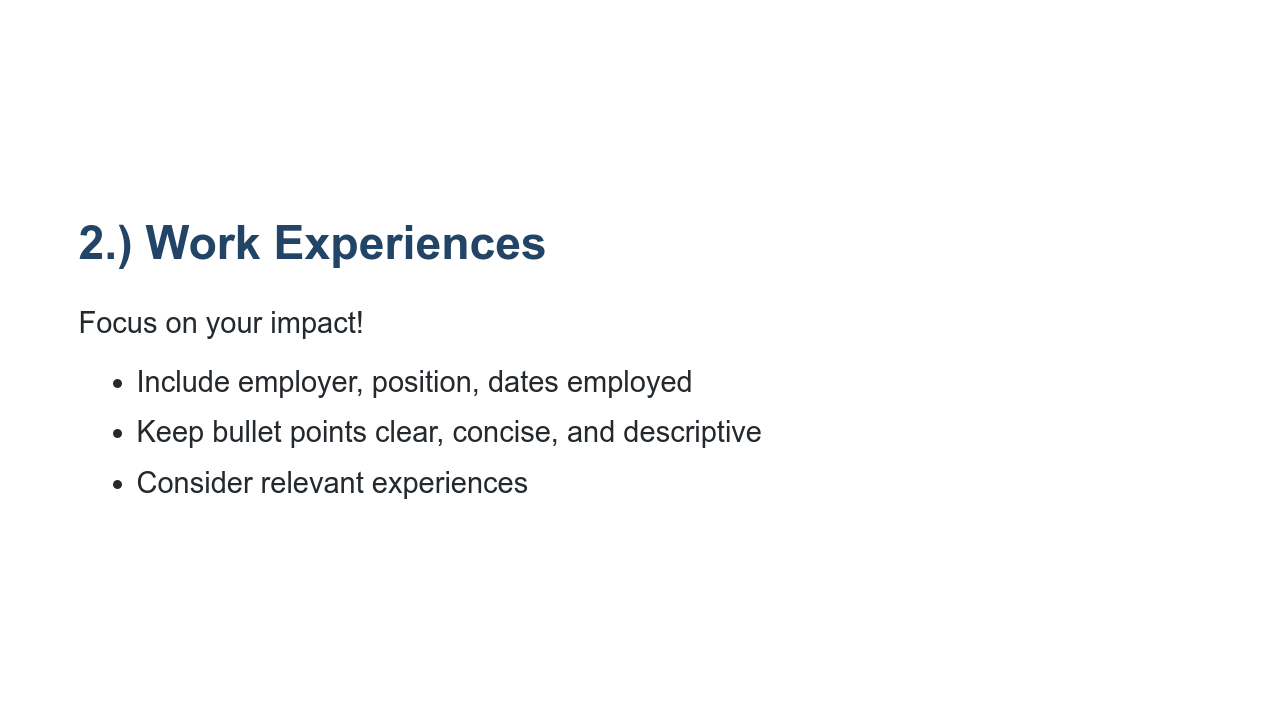 2.) Work Experiences
Focus on your impact!
• Include employer, position, dates employed
• Keep bullet points clear, concise, and descriptive
• Consider relevant experiences